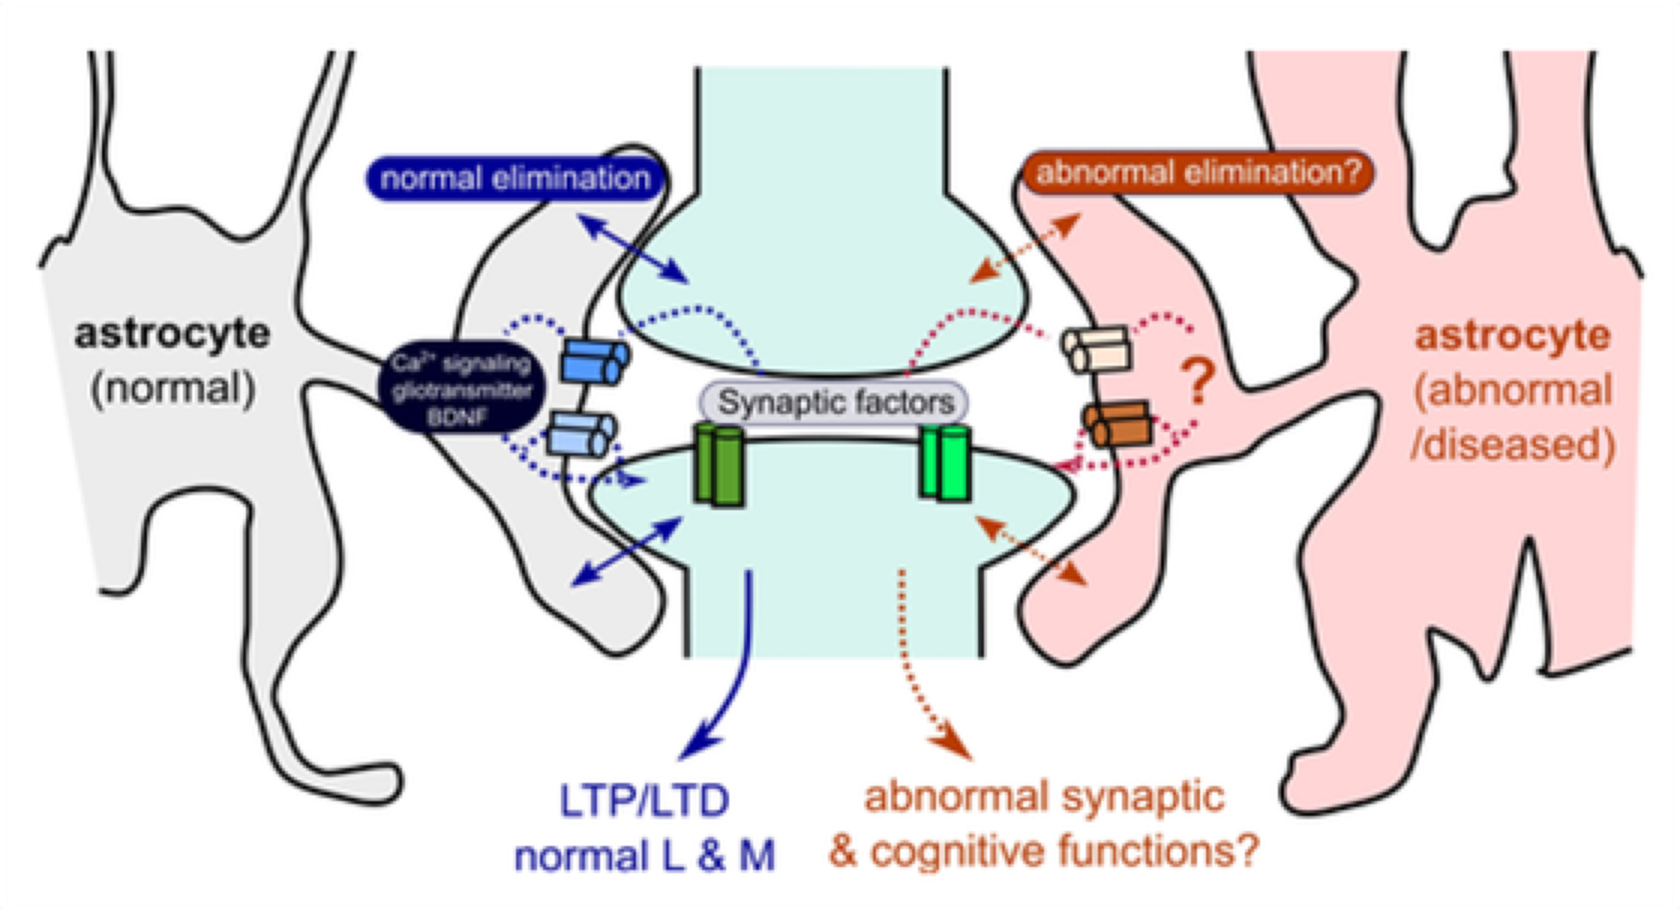 normal elimination
abnormal elimination?
astrocyte
(normal)
Ca²⁺ signaling
gliotransmitter
BDNF
Synaptic factors
?
astrocyte
(abnormal
/diseased)
LTP/LTD
normal L & M
abnormal synaptic
& cognitive functions?